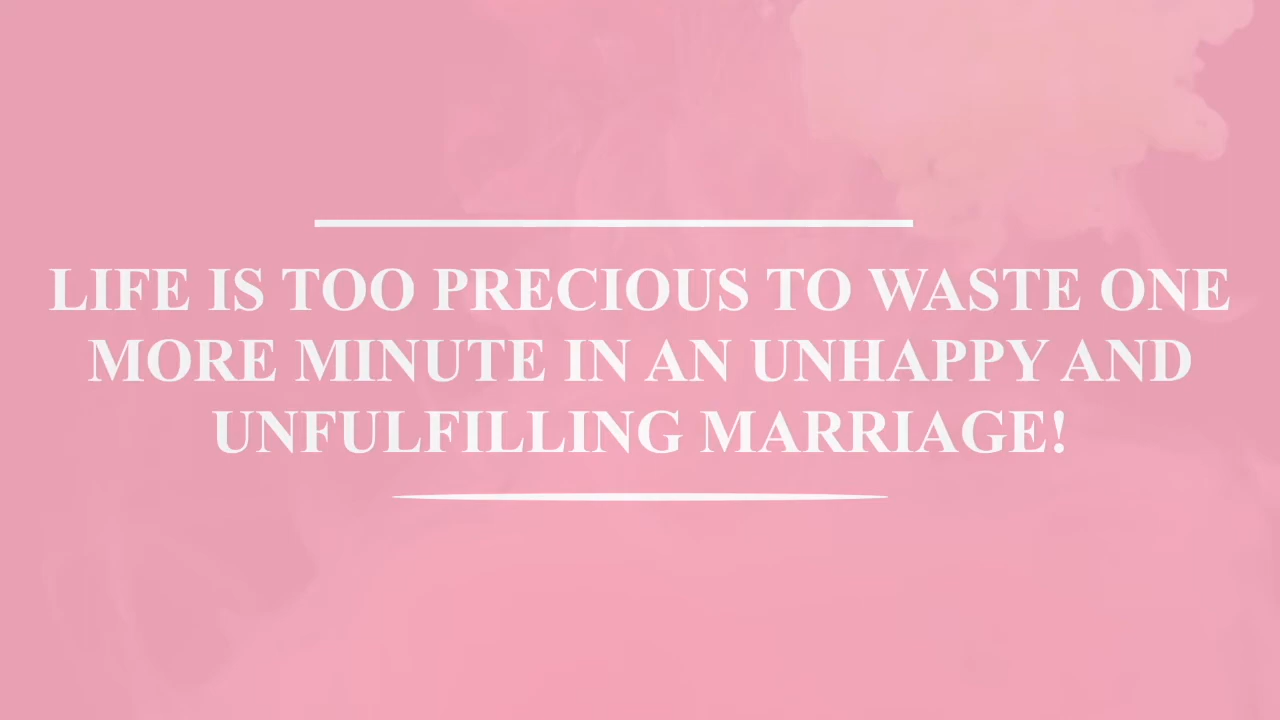 LIFE IS TOO PRECIOUS TO WASTE ONE
MORE MINUTE IN AN UNHAPPY AND
UNFULFILLING MARRIAGE!